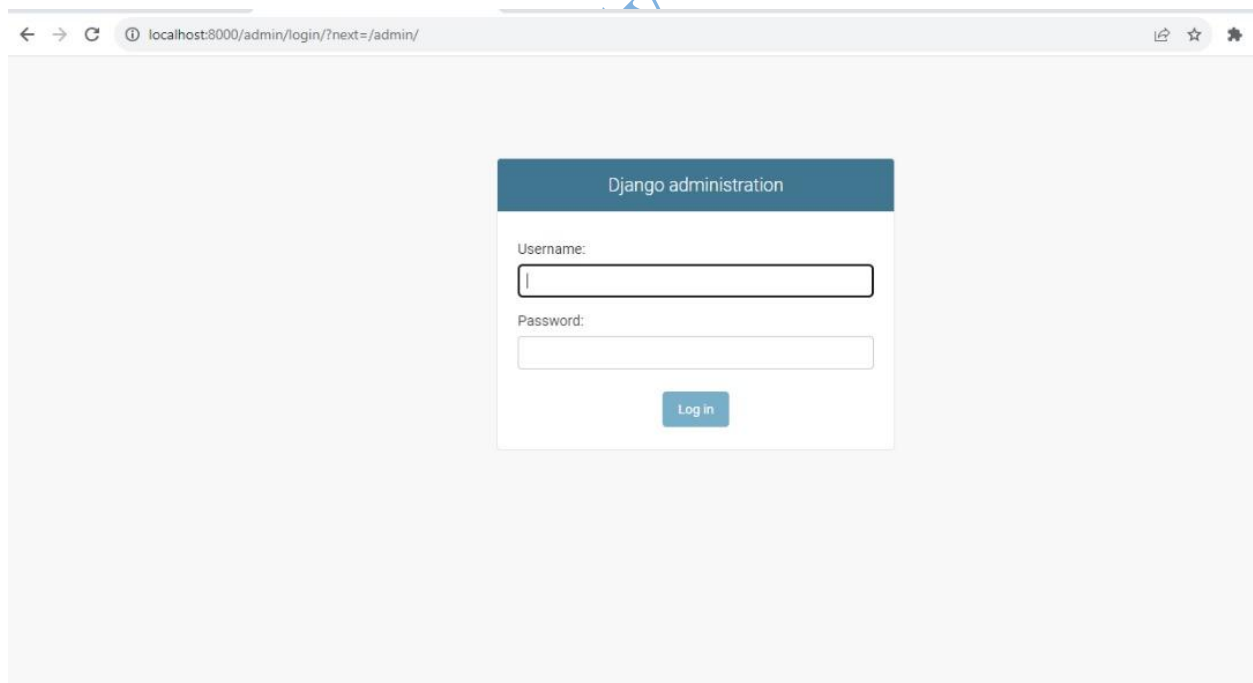 localhost:8000/admin/login/?next=/admin/
Django administration
Username:
Password:
Log in